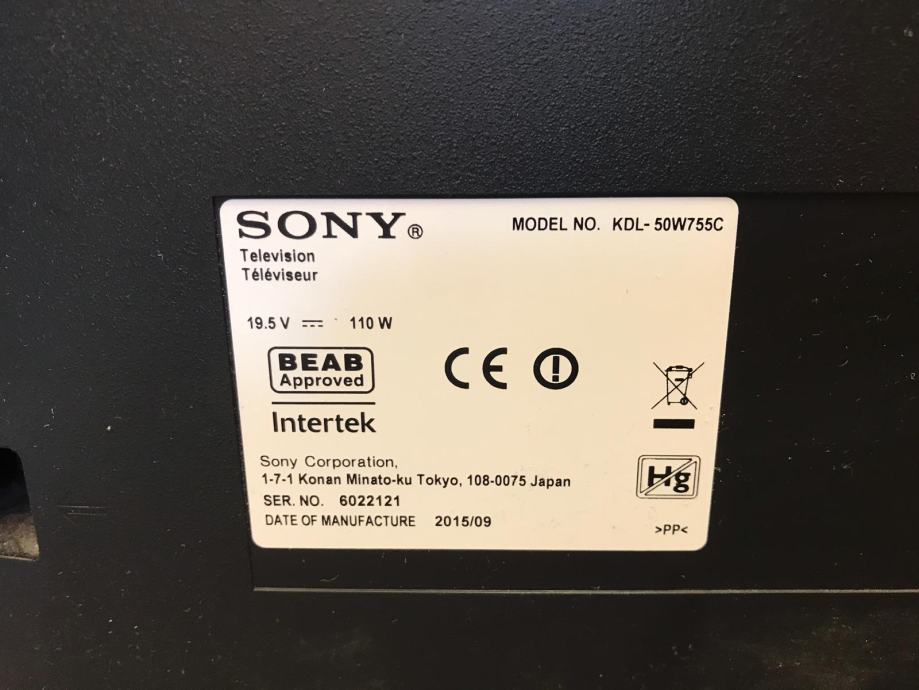 SONY®
MODEL NO. KDL- 50W755C
Television
Téléviseur
19.5 V ⎓ 110 W
BEAB
Approved
Intertek
CE
Hg
Sony Corporation,
1-7-1 Konan Minato-ku Tokyo, 108-0075 Japan
SER. NO. 6022121
DATE OF MANUFACTURE 2015/09
>PP<